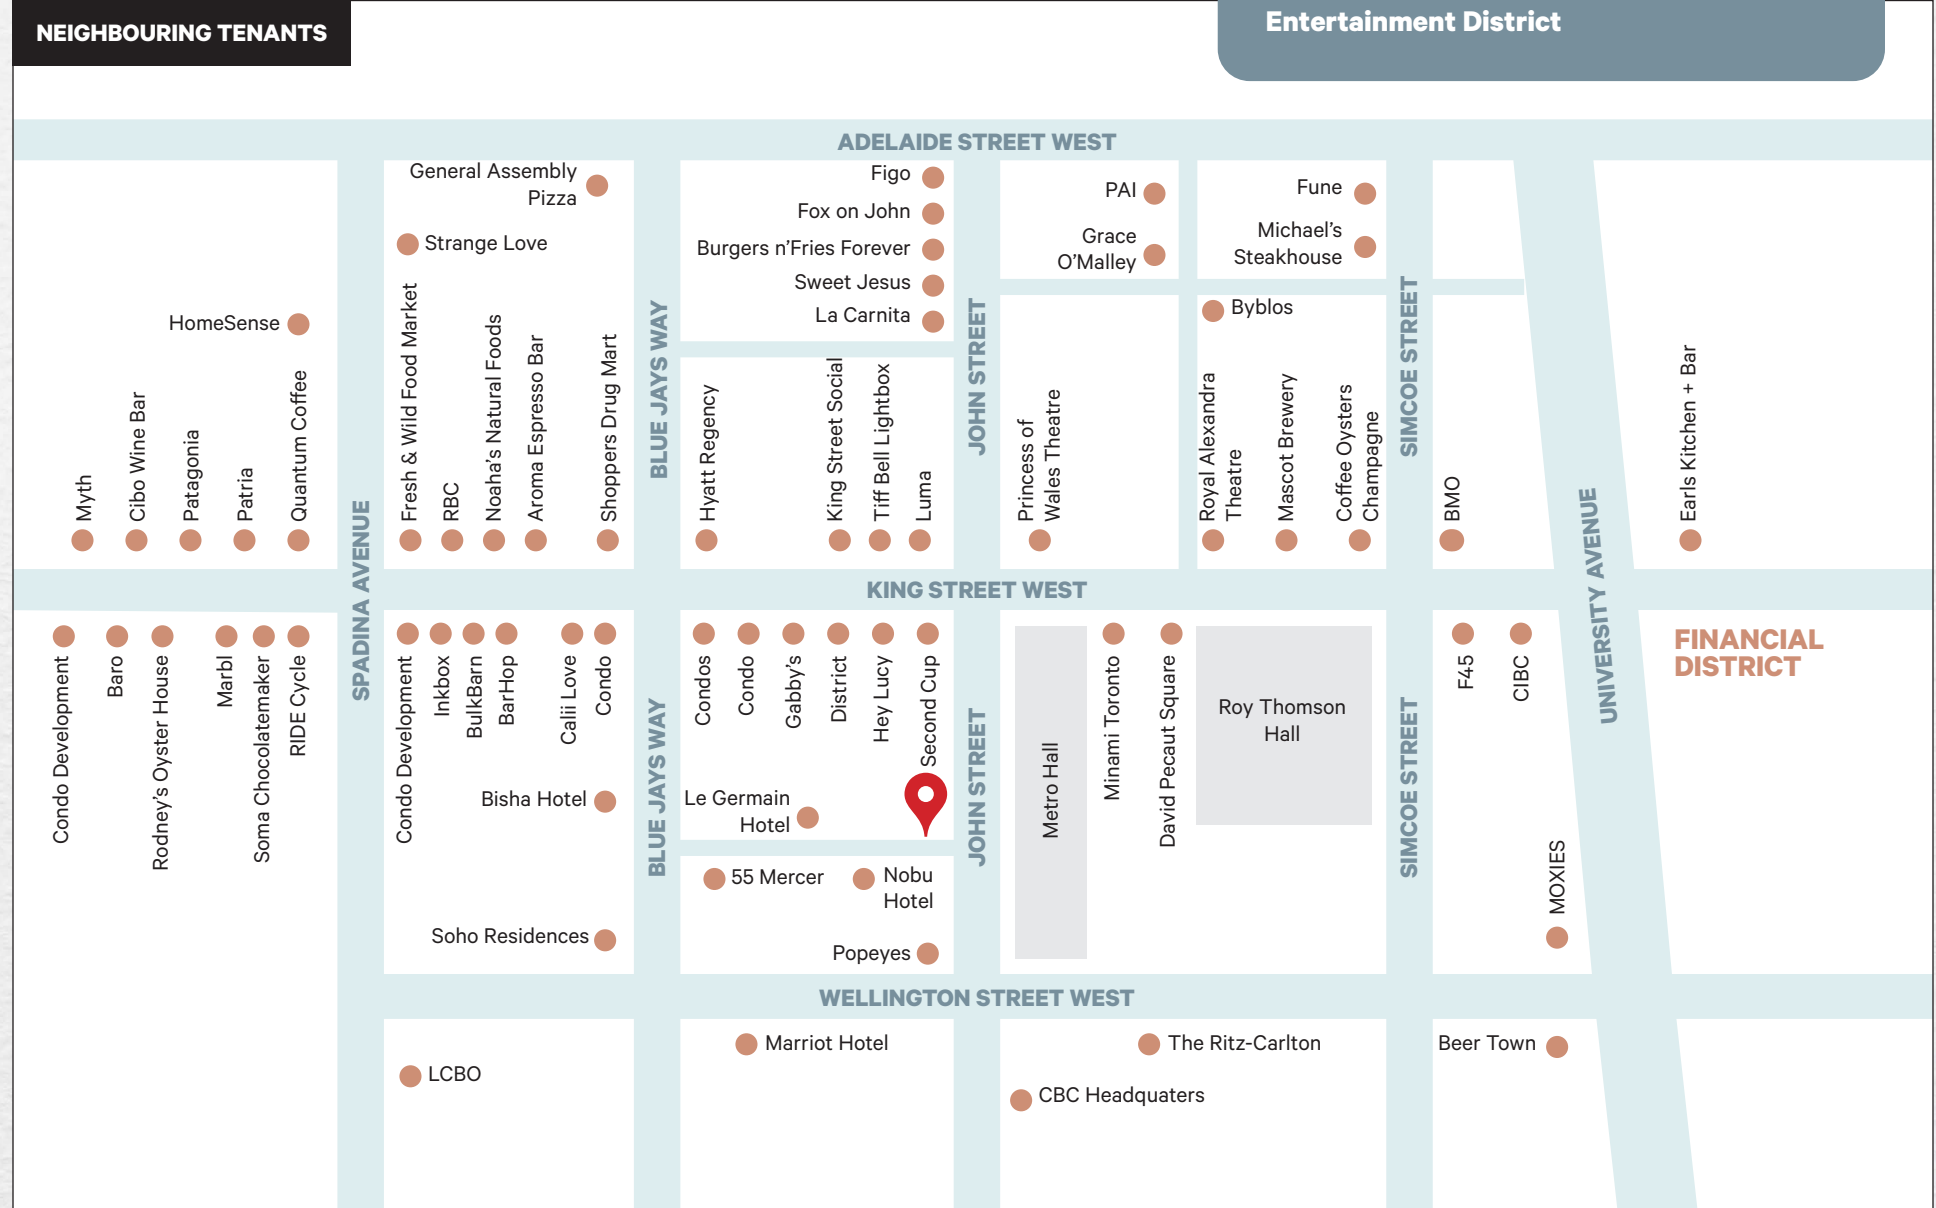 NEIGHBOURING TENANTS
Entertainment District
ADELAIDE STREET WEST
General Assembly
Pizza
Strange Love
HomeSense
Figo
Fox on John
Burgers n'Fries Forever
Sweet Jesus
La Carnita
PAI
Grace
O'Malley
Fune
Michael's
Steakhouse
Byblos
Myth
Cibo Wine Bar
Patagonia
Patria
Quantum Coffee
SPADINA AVENUE
Fresh & Wild Food Market
RBC
Noaha's Natural Foods
Aroma Espresso Bar
Shoppers Drug Mart
BLUE JAYS WAY
Hyatt Regency
King Street Social
Tiff Bell Lightbox
Luma
JOHN STREET
Princess of
Wales Theatre
Royal Alexandra
Theatre
Mascot Brewery
Coffee Oysters
Champagne
SIMCOE STREET
BMO
UNIVERSITY AVENUE
Earls Kitchen + Bar
KING STREET WEST
Condo Development
Baro
Rodney's Oyster House
Marbl
Soma Chocolatemaker
RIDE Cycle
Condo Development
Inkbox
BulkBarn
BarHop
Calii Love
Condo
Bisha Hotel
Soho Residences
BLUE JAYS WAY
Condos
Condo
Gabby's
District
Hey Lucy
Second Cup
Le Germain
Hotel
55 Mercer
Nobu
Hotel
Popeyes
JOHN STREET
Metro Hall
Minami Toronto
David Pecaut Square
Roy Thomson
Hall
SIMCOE STREET
F45
CIBC
MOXIES
FINANCIAL
DISTRICT
WELLINGTON STREET WEST
LCBO
Marriot Hotel
The Ritz-Carlton
CBC Headquaters
Beer Town